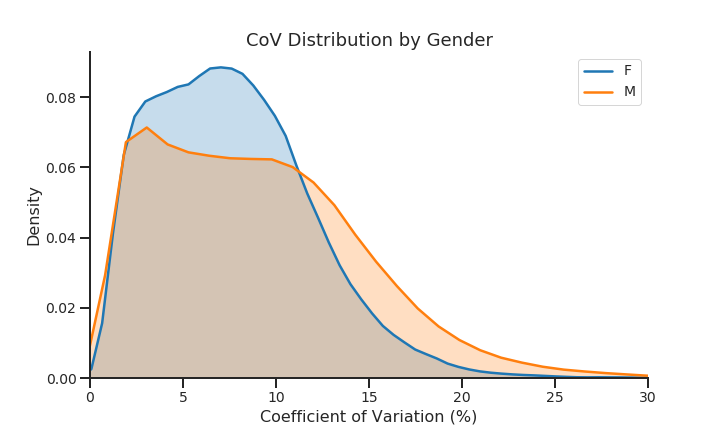 CoV Distribution by Gender
F
M
0.08
0.06
0.04
0.02
0.00
Density
0 5 10 15 20 25 30
Coefficient of Variation (%)